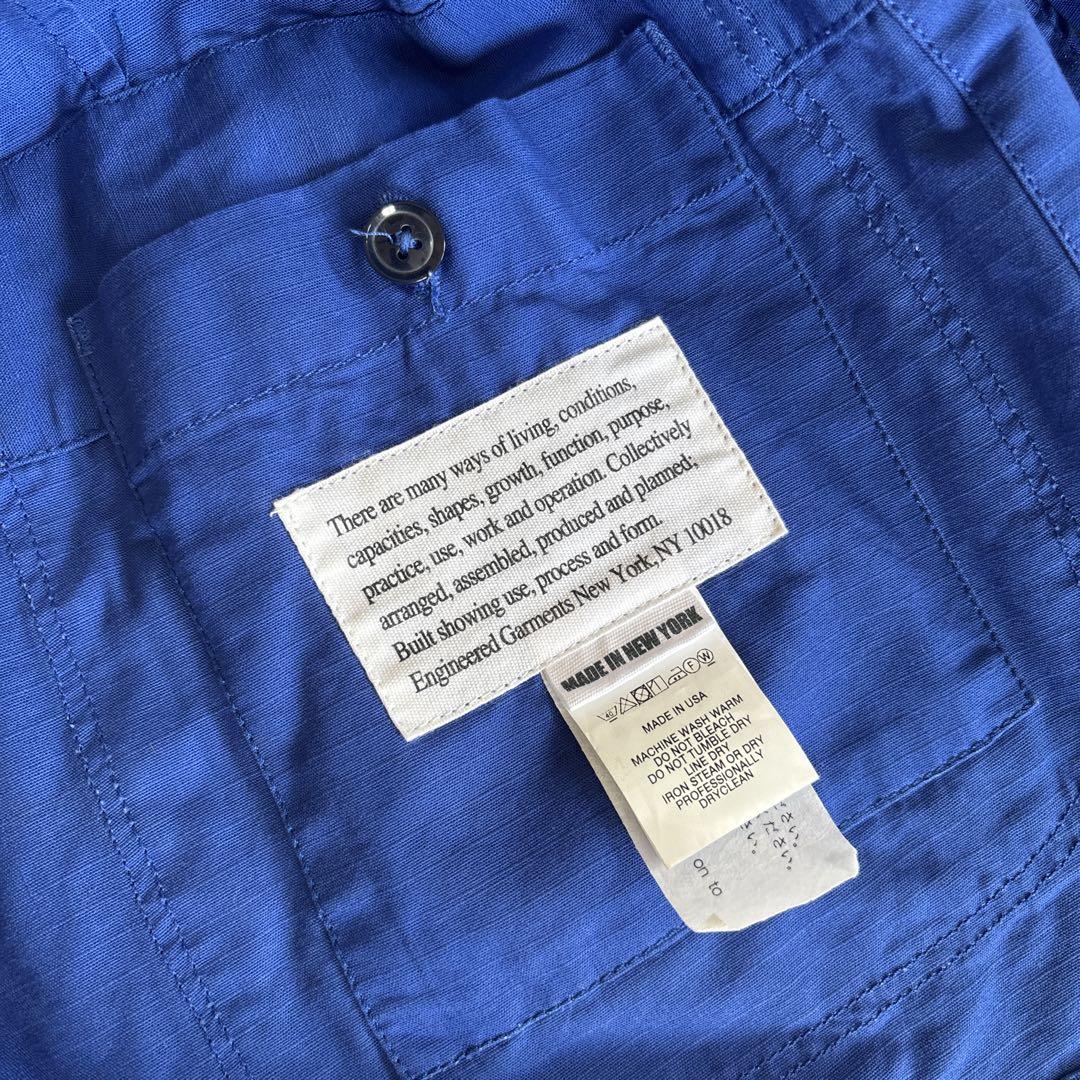 There are many ways of living, conditions,
capacities, shapes, growth, function, purpose,
practice, use, work and operation. Collectively
arranged, assembled, produced and planned;
Built showing use, process and form.
Engineered Garments New York, NY 10018
MADE IN NEW YORK
F W
MADE IN USA
MACHINE WASH WARM
DO NOT BLEACH
DO NOT TUMBLE DRY
LINE DRY
IRON STEAM OR DRY
PROFESSIONALLY
DRYCLEAN